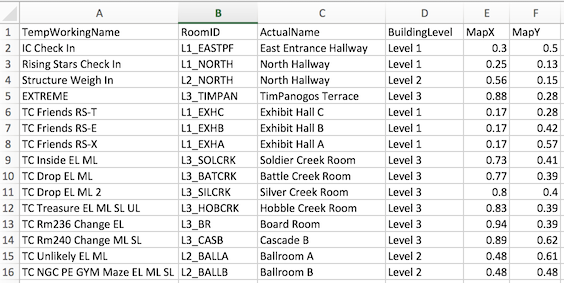 A B C D E F
1 TempWorkingName RoomID ActualName BuildingLevel MapX MapY
2 IC Check In L1_EASTPF East Entrance Hallway Level 1 0.3 0.5
3 Rising Stars Check In L1_NORTH North Hallway Level 1 0.25 0.13
4 Structure Weigh In L2_NORTH North Hallway Level 2 0.56 0.15
5 EXTREME L3_TIMPAN TimPanogos Terrace Level 3 0.88 0.28
6 TC Friends RS-T L1_EXHC Exhibit Hall C Level 1 0.17 0.28
7 TC Friends RS-E L1_EXHB Exhibit Hall B Level 1 0.17 0.42
8 TC Friends RS-X L1_EXHA Exhibit Hall A Level 1 0.17 0.57
9 TC Inside EL ML L3_SOLCRK Soldier Creek Room Level 3 0.73 0.41
10 TC Drop EL ML L3_BATCRK Battle Creek Room Level 3 0.77 0.39
11 TC Drop EL ML 2 L3_SILCRK Silver Creek Room Level 3 0.8 0.4
12 TC Treasure EL ML SL UL L3_HOBCRK Hobble Creek Room Level 3 0.83 0.39
13 TC Rm236 Change EL L3_BR Board Room Level 3 0.94 0.39
14 TC Rm240 Change ML SL L3_CASB Cascade B Level 3 0.89 0.62
15 TC Unlikely EL ML L2_BALLA Ballroom A Level 2 0.48 0.61
16 TC NGC PE GYM Maze EL ML SL L2_BALLB Ballroom B Level 2 0.48 0.48